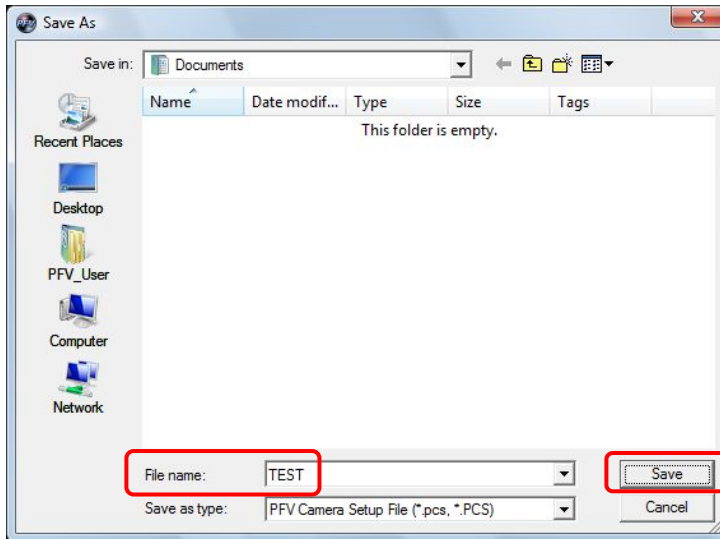 Save As
Save in: Documents
Name Date modif... Type Size Tags
This folder is empty.
Recent Places
Desktop
PFV_User
Computer
Network
File name: TEST Save
Save as type: PFV Camera Setup File (*.pcs, *.PCS) Cancel